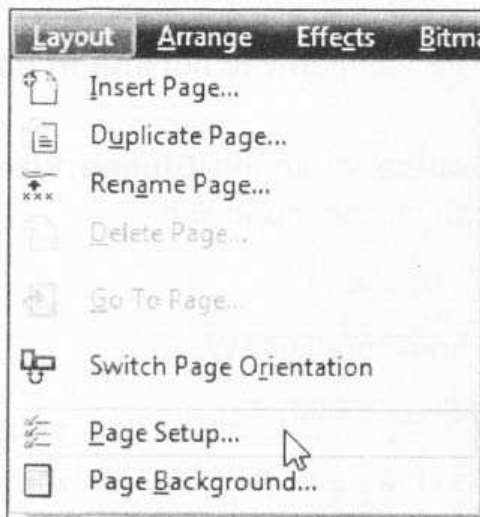 Layout Arrange Effects Bitma
Insert Page...
Duplicate Page...
Rename Page...
Delete Page...
Go To Page...
Switch Page Orientation
Page Setup...
Page Background...